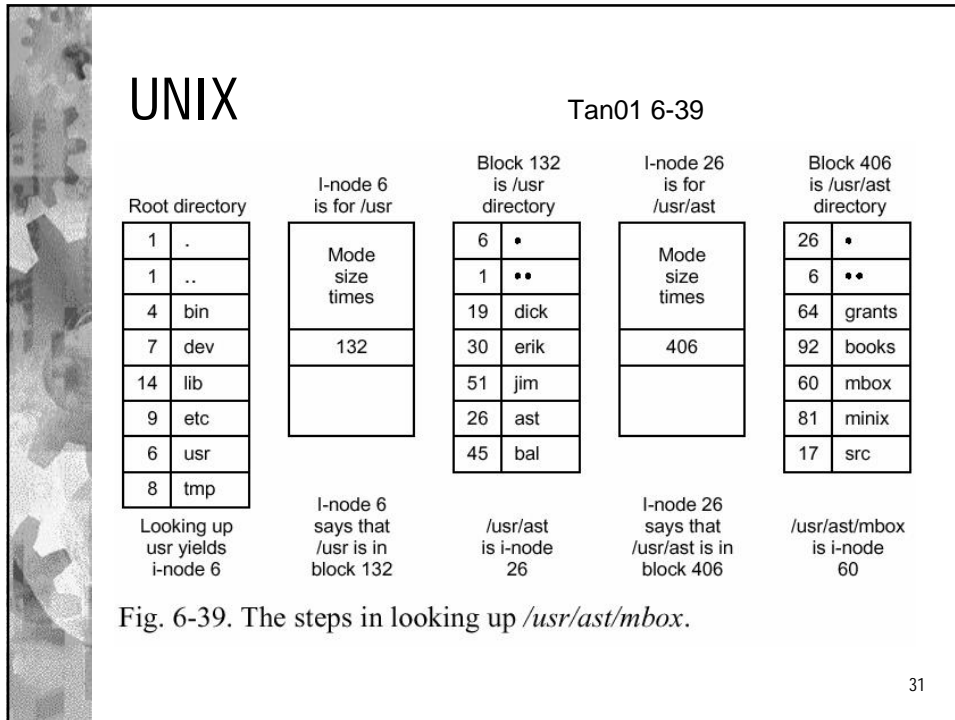 UNIX
Tan01 6-39
Root directory
1 .
1 ..
4 bin
7 dev
14 lib
9 etc
6 usr
8 tmp
Looking up
usr yields
i-node 6
I-node 6
is for /usr
Mode
size
times
132
I-node 6
says that
/usr is in
block 132
Block 132
is /usr
directory
6 •
1 ••
19 dick
30 erik
51 jim
26 ast
45 bal
/usr/ast
is i-node
26
I-node 26
is for
/usr/ast
Mode
size
times
406
I-node 26
says that
/usr/ast is in
block 406
Block 406
is /usr/ast
directory
26 •
6 ••
64 grants
92 books
60 mbox
81 minix
17 src
/usr/ast/mbox
is i-node
60
Fig. 6-39. The steps in looking up /usr/ast/mbox.
31